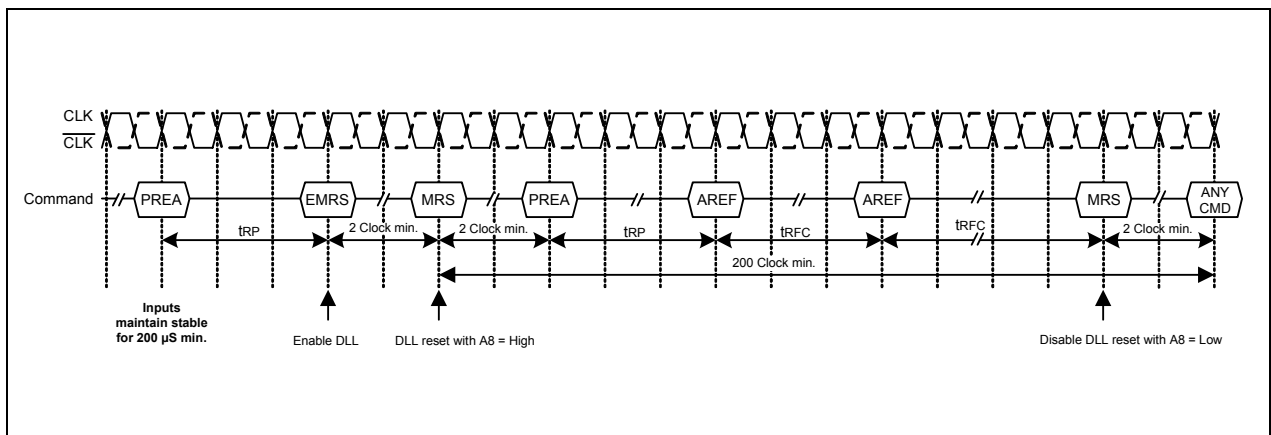 CLK
CLK
Command
PREA
EMRS
MRS
PREA
AREF
AREF
MRS
ANY
CMD
tRP
2 Clock min.
2 Clock min.
tRP
tRFC
tRFC
2 Clock min.
200 Clock min.
Inputs
maintain stable
for 200 µS min.
Enable DLL
DLL reset with A8 = High
Disable DLL reset with A8 = Low